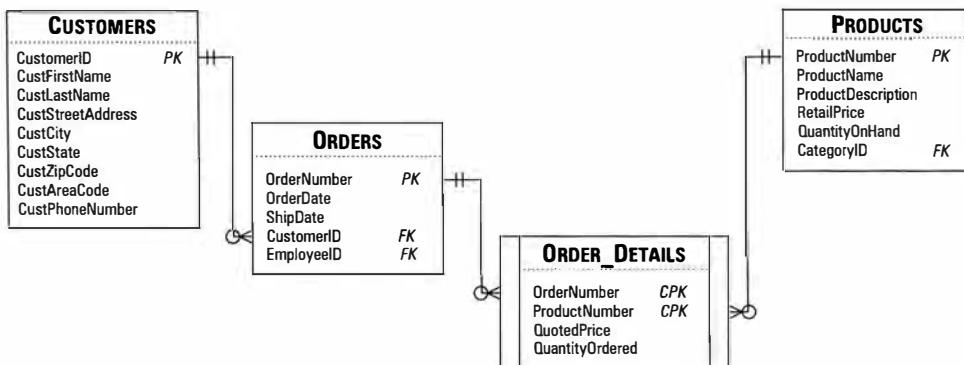 CUSTOMERS
CustomerID PK
CustFirstName
CustLastName
CustStreetAddress
CustCity
CustState
CustZipCode
CustAreaCode
CustPhoneNumber
ORDERS
OrderNumber PK
OrderDate
ShipDate
CustomerID FK
EmployeeID FK
ORDER_DETAILS
OrderNumber CPK
ProductNumber CPK
QuotedPrice
QuantityOrdered
PRODUCTS
ProductNumber PK
ProductName
ProductDescription
RetailPrice
QuantityOnHand
CategoryID FK